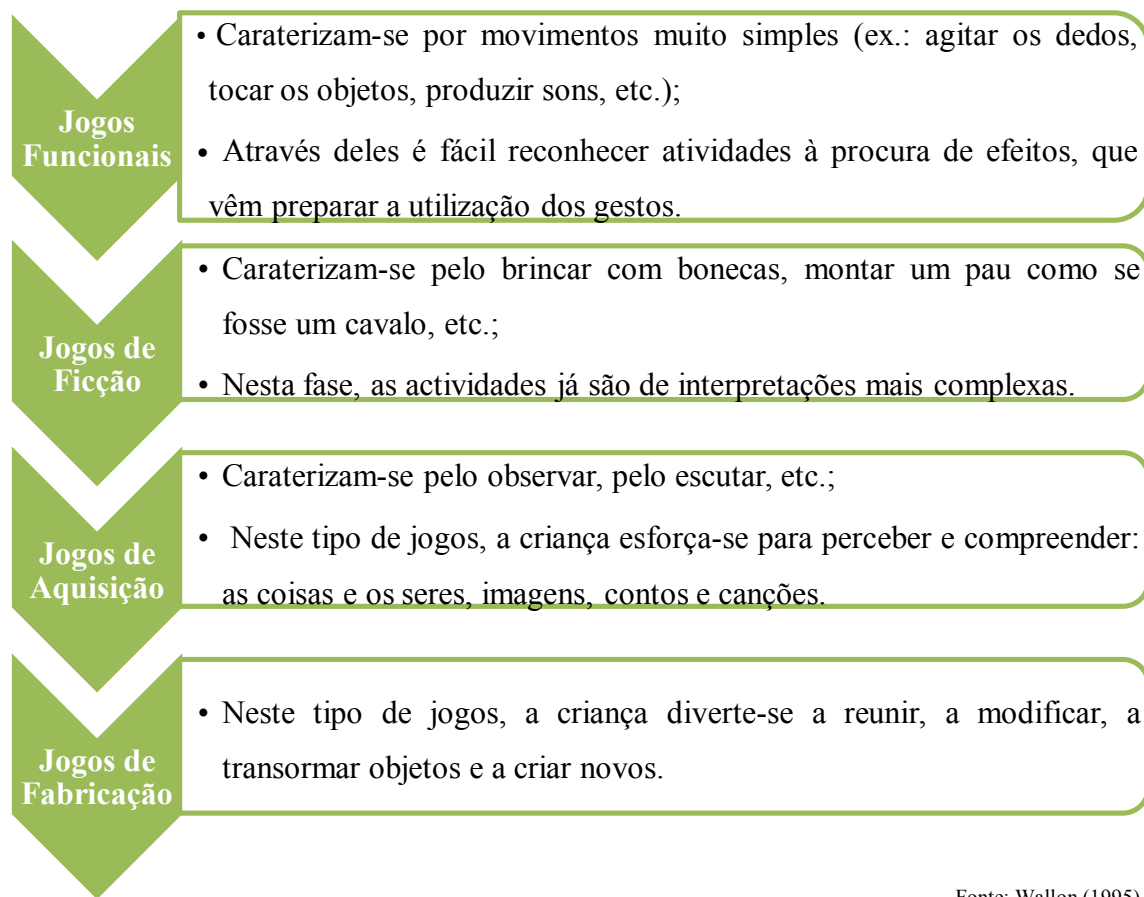 Jogos
Funcionais
• Caraterizam-se por movimentos muito simples (ex.: agitar os dedos,
tocar os objetos, produzir sons, etc.);
• Através deles é fácil reconhecer atividades à procura de efeitos, que
vêm preparar a utilização dos gestos.
Jogos de
Ficção
• Caraterizam-se pelo brincar com bonecas, montar um pau como se
fosse um cavalo, etc.;
• Nesta fase, as actividades já são de interpretações mais complexas.
Jogos de
Aquisição
• Caraterizam-se pelo observar, pelo escutar, etc.;
• Neste tipo de jogos, a criança esforça-se para perceber e compreender:
as coisas e os seres, imagens, contos e canções.
Jogos de
Fabricação
• Neste tipo de jogos, a criança diverte-se a reunir, a modificar, a
transormar objetos e a criar novos.
Fonte: Wallon (1995)